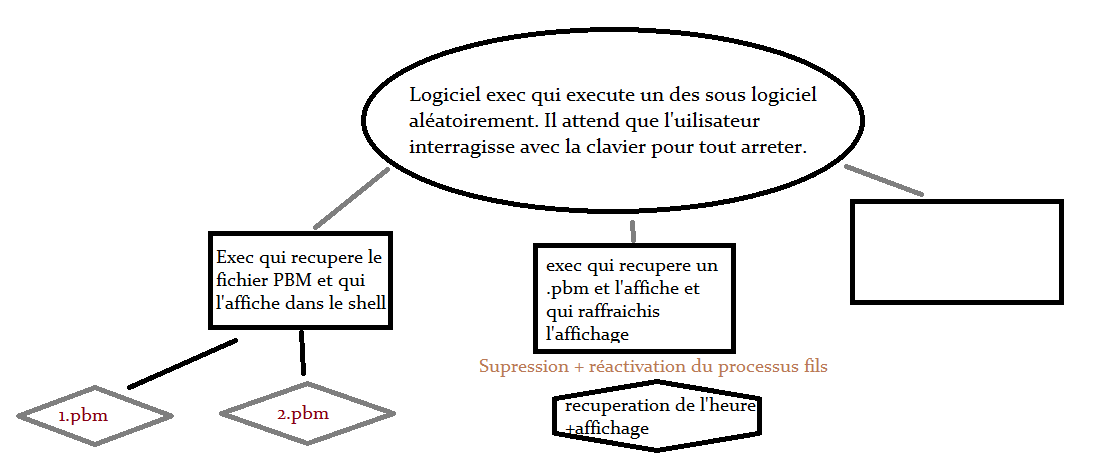 Logiciel exec qui execute un des sous logiciel
aléatoirement. Il attend que l'uilisateur
interragisse avec la clavier pour tout arreter.
Exec qui recupere le
fichier PBM et qui
l'affiche dans le shell
exec qui recupere un
.pbm et l'affiche et
qui raffraichis
l'affichage
Supression + réactivation du processus fils
1.pbm
2.pbm
recuperation de l'heure
+affichage